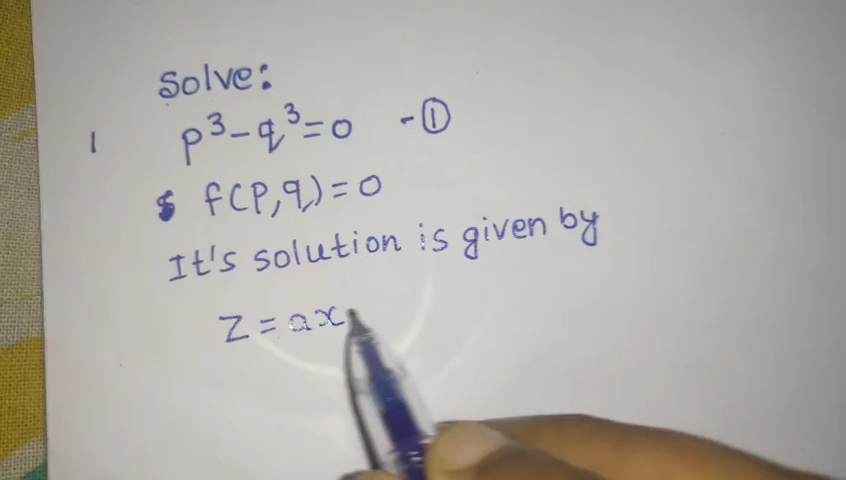 Solve:
1 p³-q³=0 -①
f(p,q)=0
It's solution is given by
z=ax